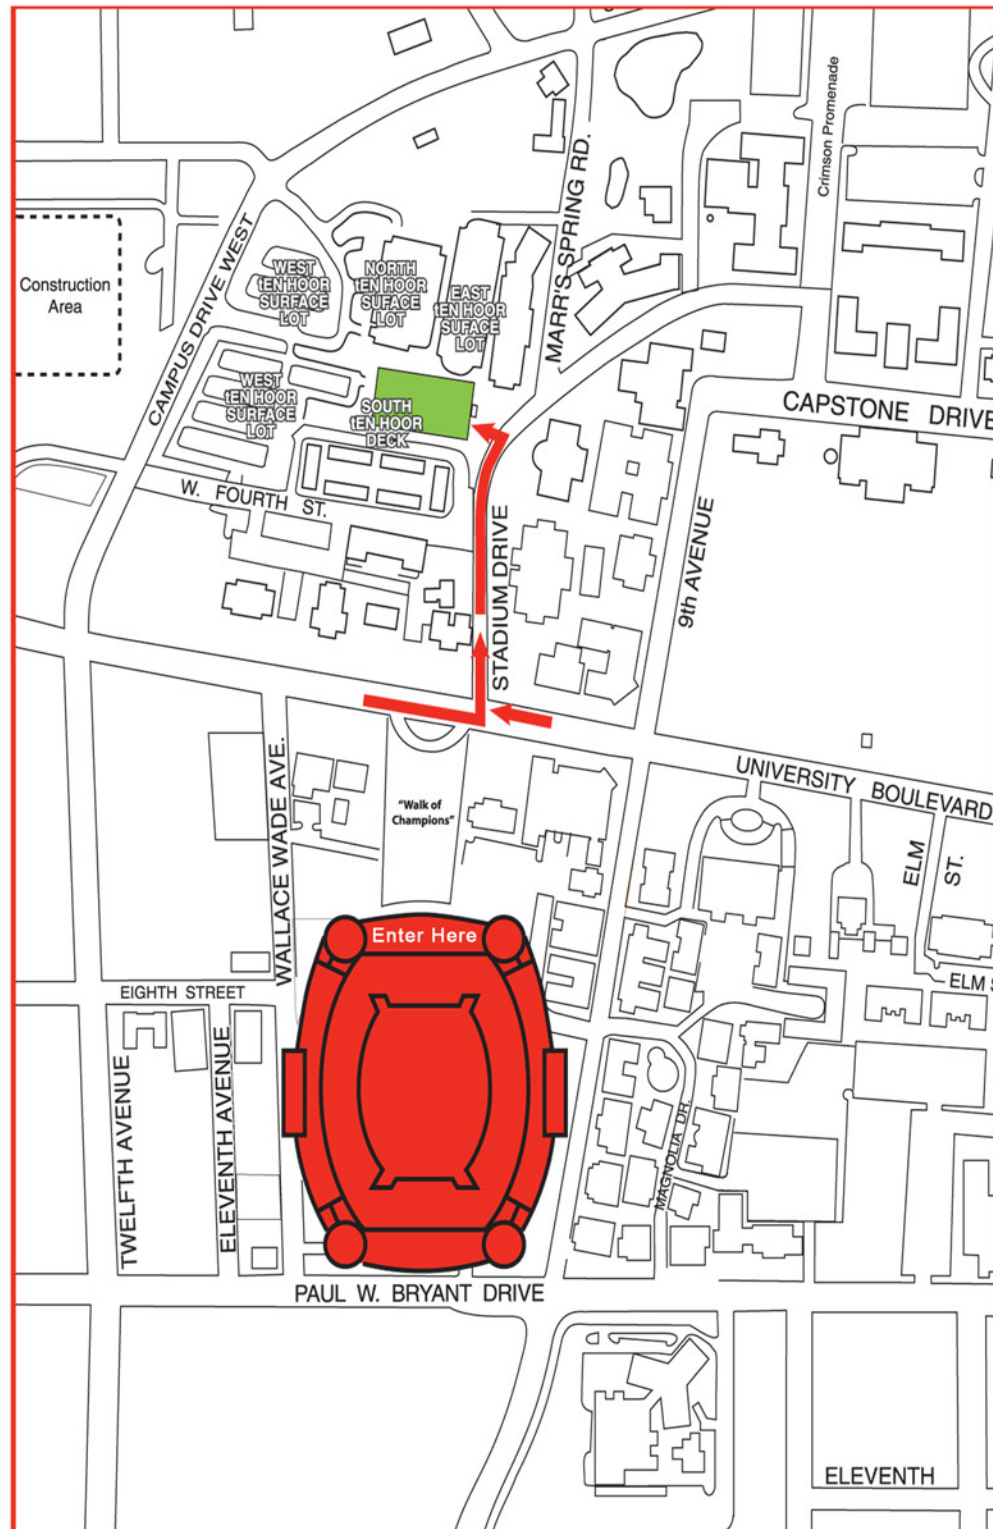 Crimson Promenade
MARR'S SPRING RD.
CAMPUS DRIVE WEST
Construction
Area
WEST
tEN HOOR
SURFACE
LOT
NORTH
tEN HOOR
SUFACE
LOT
EAST
tEN HOOR
SUFACE
LOT
WEST
tEN HOOR
SURFACE
LOT
SOUTH
tEN HOOR
DECK
CAPSTONE DRIVE
W. FOURTH ST.
STADIUM DRIVE
9th AVENUE
UNIVERSITY BOULEVARD
WALLACE WADE AVE.
"Walk of
Champions"
ELM
ST.
Enter Here
ELM S
EIGHTH STREET
TWELFTH AVENUE
ELEVENTH AVENUE
MAGNOLIA DR.
PAUL W. BRYANT DRIVE
ELEVENTH